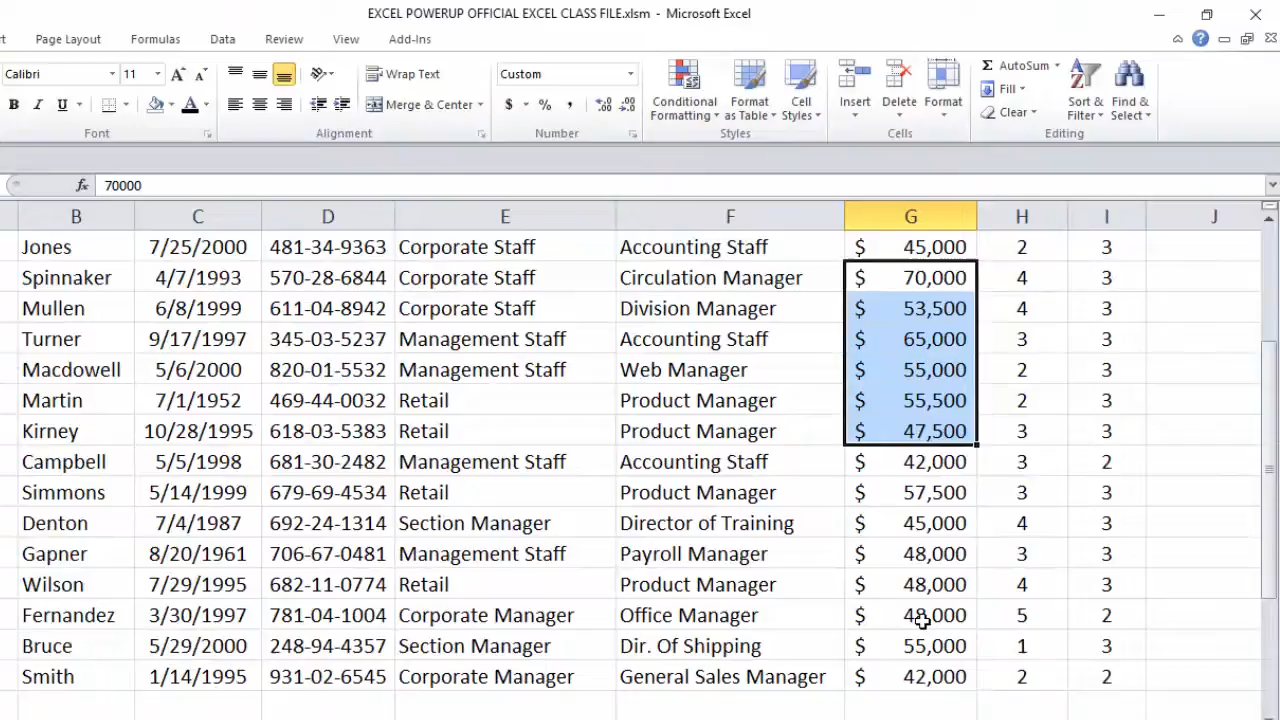 EXCEL POWERUP OFFICIAL EXCEL CLASS FILE.xlsm - Microsoft Excel
Page Layout Formulas Data Review View Add-Ins
Calibri 11 Wrap Text Custom AutoSum
B I U Merge & Center $ % , Conditional Formatting Format as Table Cell Styles Insert Delete Format Fill Clear Sort & Filter Find & Select
Font Alignment Number Styles Cells Editing
fx 70000
B C D E F G H I J
Jones 7/25/2000 481-34-9363 Corporate Staff Accounting Staff $ 45,000 2 3
Spinnaker 4/7/1993 570-28-6844 Corporate Staff Circulation Manager $ 70,000 4 3
Mullen 6/8/1999 611-04-8942 Corporate Staff Division Manager $ 53,500 4 3
Turner 9/17/1997 345-03-5237 Management Staff Accounting Staff $ 65,000 3 3
Macdowell 5/6/2000 820-01-5532 Management Staff Web Manager $ 55,000 2 3
Martin 7/1/1952 469-44-0032 Retail Product Manager $ 55,500 2 3
Kirney 10/28/1995 618-03-5383 Retail Product Manager $ 47,500 3 3
Campbell 5/5/1998 681-30-2482 Management Staff Accounting Staff $ 42,000 3 2
Simmons 5/14/1999 679-69-4534 Retail Product Manager $ 57,500 3 3
Denton 7/4/1987 692-24-1314 Section Manager Director of Training $ 45,000 4 3
Gapner 8/20/1961 706-67-0481 Management Staff Payroll Manager $ 48,000 3 3
Wilson 7/29/1995 682-11-0774 Retail Product Manager $ 48,000 4 3
Fernandez 3/30/1997 781-04-1004 Corporate Manager Office Manager $ 5 2
Bruce 5/29/2000 248-94-4357 Section Manager Dir. Of Shipping $ 55,000 1 3
Smith 1/14/1995 931-02-6545 Corporate Manager General Sales Manager $ 42,000 2 2